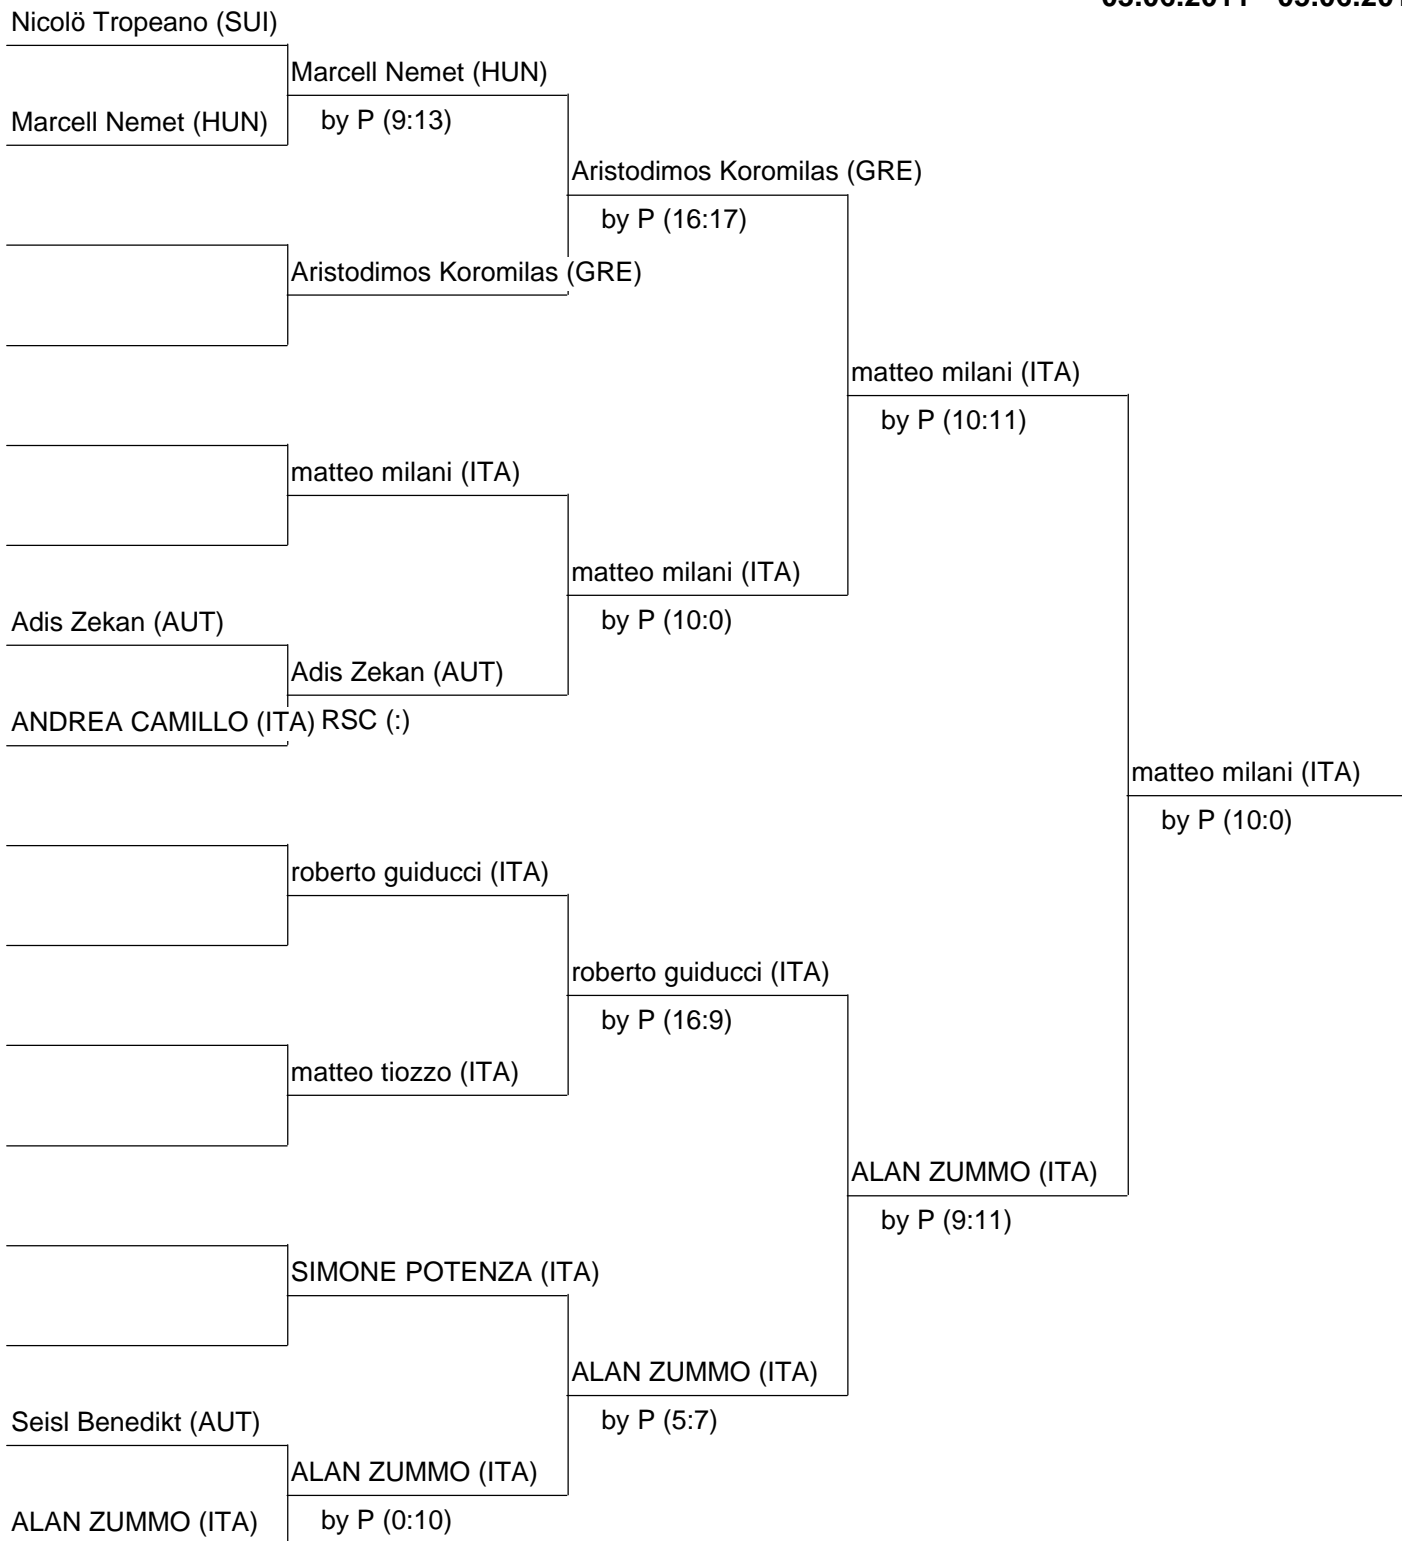 Nicolö Tropeano (SUI)
Marcell Nemet (HUN)
Marcell Nemet (HUN)
by P (9:13)
Aristodimos Koromilas (GRE)
by P (16:17)
Aristodimos Koromilas (GRE)
matteo milani (ITA)
by P (10:11)
matteo milani (ITA)
matteo milani (ITA)
by P (10:0)
Adis Zekan (AUT)
Adis Zekan (AUT)
ANDREA CAMILLO (ITA) RSC (:)
matteo milani (ITA)
by P (10:0)
roberto guiducci (ITA)
roberto guiducci (ITA)
by P (16:9)
matteo tiozzo (ITA)
ALAN ZUMMO (ITA)
by P (9:11)
SIMONE POTENZA (ITA)
ALAN ZUMMO (ITA)
by P (5:7)
Seisl Benedikt (AUT)
ALAN ZUMMO (ITA)
ALAN ZUMMO (ITA)
by P (0:10)